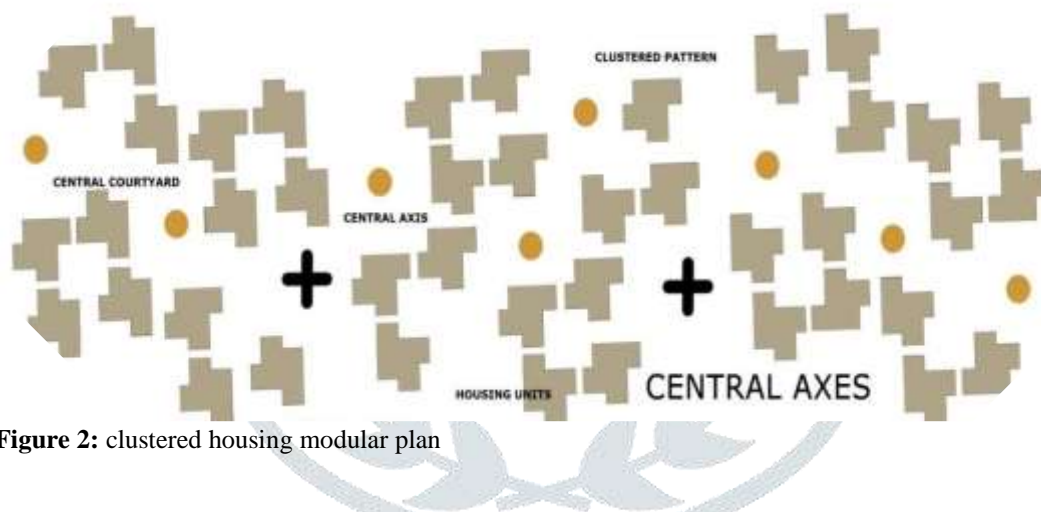 CLUSTERED PATTERN
CENTRAL COURTYARD
CENTRAL AXIS
CENTRAL AXES
HOUSING UNITS
Figure 2: clustered housing modular plan